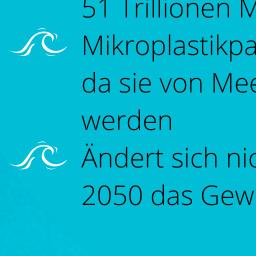 51 Trillionen M
Mikroplastikpa
da sie von Mee
werden
Ändert sich nic
2050 das Gew